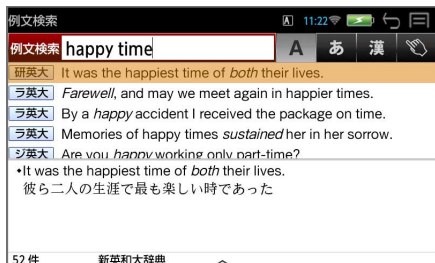 例文検索 A 11:22
例文検索 happy time A あ 漢
研英大 It was the happiest time of both their lives.
ラ英大 Farewell, and may we meet again in happier times.
ラ英大 By a happy accident I received the package on time.
ラ英大 Memories of happy times sustained her in her sorrow.
ジ英大 Are you happy working only part-time?
◆It was the happiest time of both their lives.
彼ら二人の生涯で最も楽しい時であった
52件 新英和大辞典